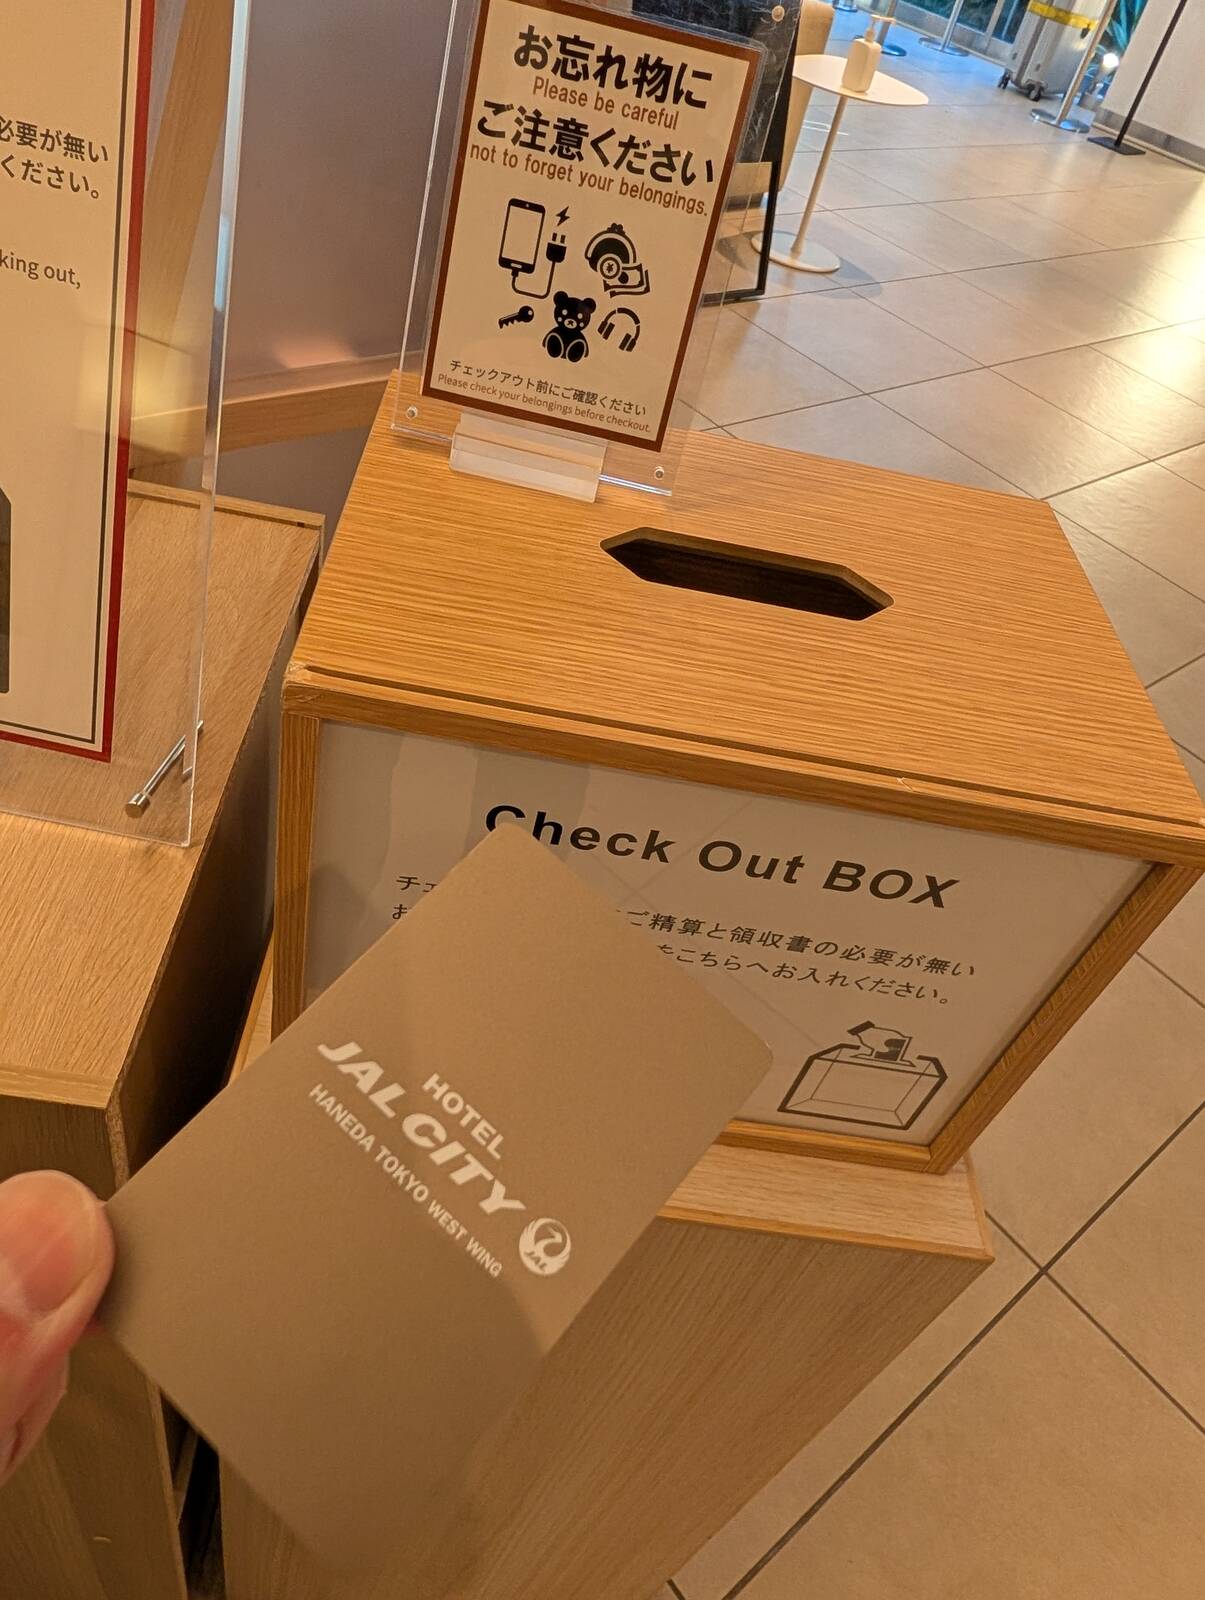 必要が無い
ください。
king out,
お忘れ物に
Please be careful
ご注意ください
not to forget your belongings.
チェックアウト前にご確認ください
Please check your belongings before checkout.
Check Out BOX
チェ
ご精算と領収書の必要が無い
お
をこちらへお入れください。
HOTEL
JAL CITY
HANEDA TOKYO WEST WING
JAL